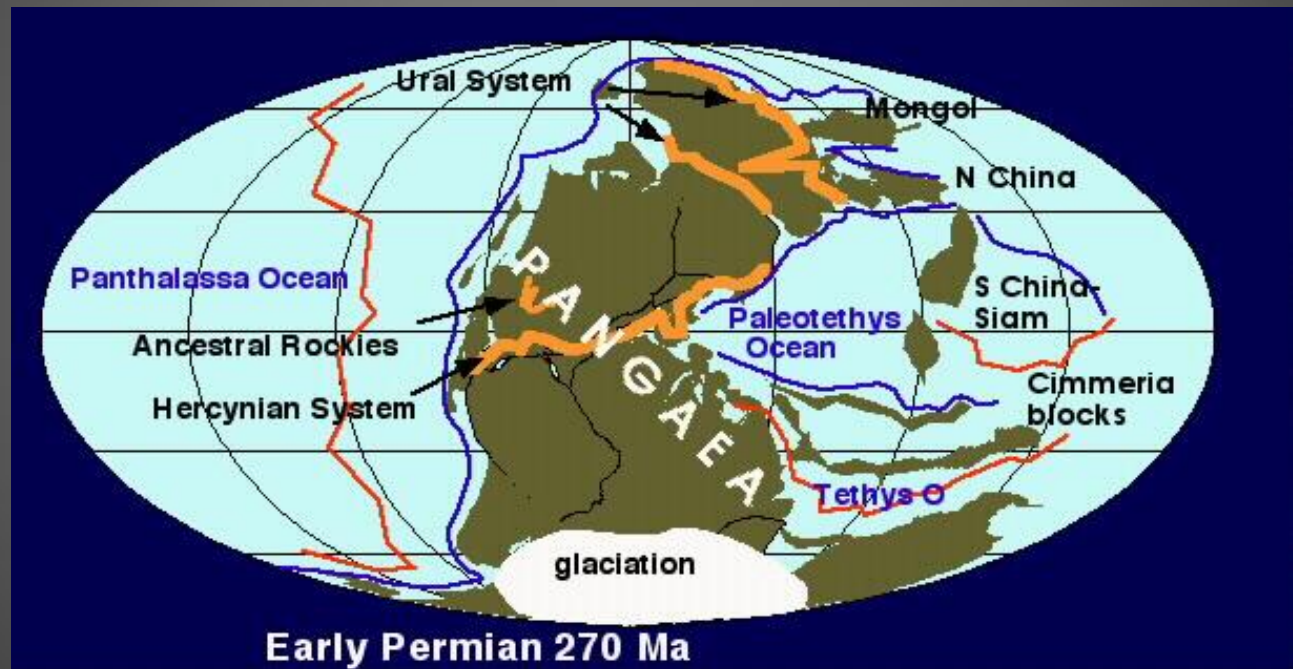 Ural System
Mongol
N China
Panthalassa Ocean
S China-
Siam
Paleotethys
Ocean
Ancestral Rockies
Cimmeria
blocks
Hercynian System
PANGAEA
Tethys O
glaciation
Early Permian 270 Ma